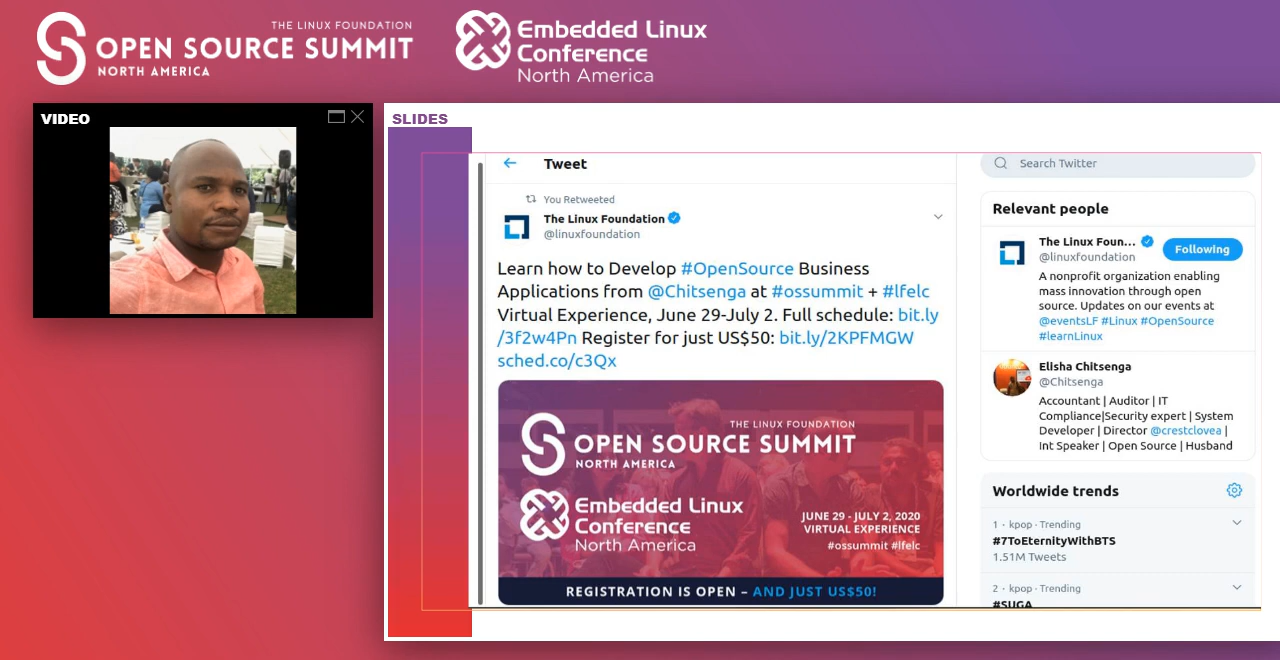 THE LINUX FOUNDATION
OPEN SOURCE SUMMIT
NORTH AMERICA
Embedded Linux
Conference
North America
VIDEO
SLIDES
Tweet
You Retweeted
The Linux Foundation
@linuxfoundation
Learn how to Develop #OpenSource Business
Applications from @Chitsenga at #ossummit + #lfelc
Virtual Experience, June 29-July 2. Full schedule: bit.ly
/3f2w4Pn Register for just US$50: bit.ly/2KPFMGW
sched.co/c3Qx
THE LINUX FOUNDATION
OPEN SOURCE SUMMIT
NORTH AMERICA
Embedded Linux
Conference
North America
JUNE 29 - JULY 2, 2020
VIRTUAL EXPERIENCE
#ossummit #lfelc
REGISTRATION IS OPEN – AND JUST US$50!
Search Twitter
Relevant people
The Linux Foun...
@linuxfoundation
Following
A nonprofit organization enabling
mass innovation through open
source. Updates on our events at
@eventsLF #Linux #OpenSource
#learnLinux
Elisha Chitsenga
@Chitsenga
Accountant | Auditor | IT
Compliance|Security expert | System
Developer | Director @crestclovea |
Int Speaker | Open Source | Husband
Worldwide trends
1 · kpop · Trending
#7ToEternityWithBTS
1.51M Tweets
2 · kpop · Trending
#SUGA